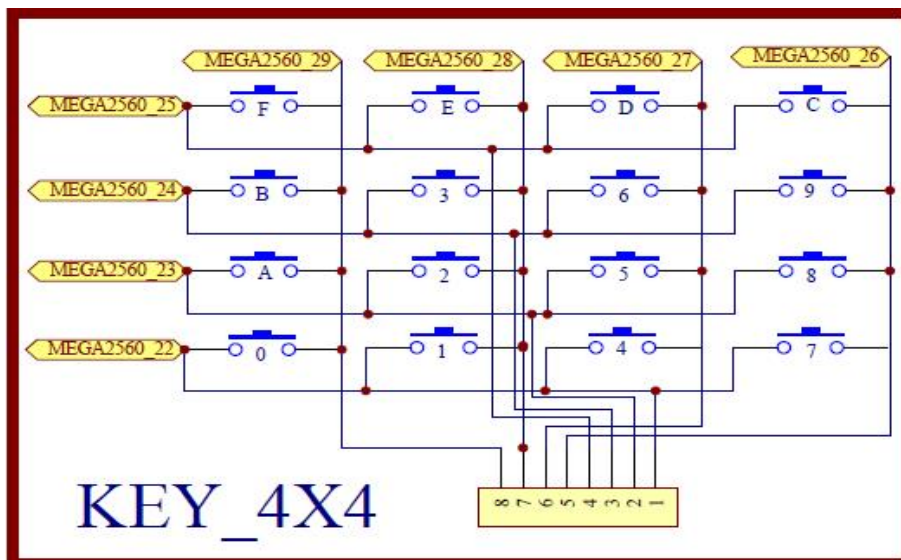 MEGA2560_29 MEGA2560_28 MEGA2560_27 MEGA2560_26
MEGA2560_25 F E D C
MEGA2560_24 B 3 6 9
MEGA2560_23 A 2 5 8
MEGA2560_22 0 1 4 7
KEY_4X4
8 7 6 5 4 3 2 1